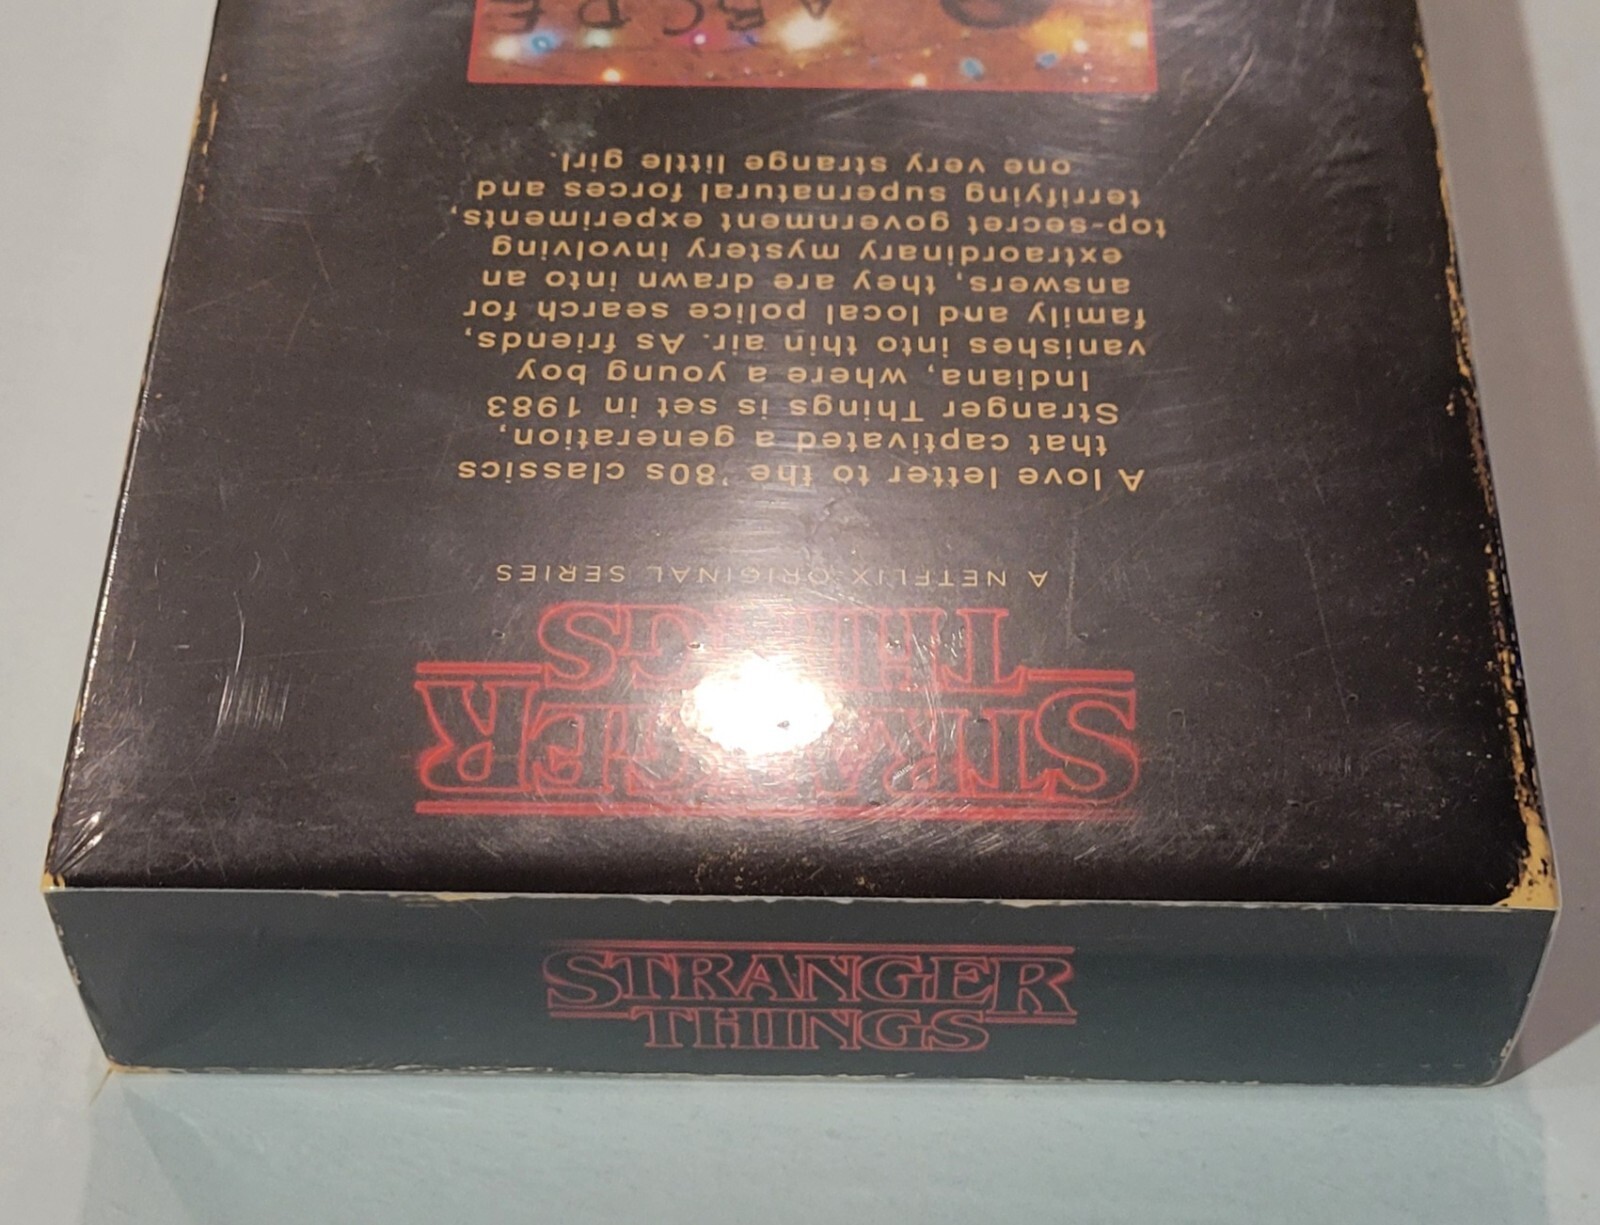 STRANGER
THINGS
A NETFLIX ORIGINAL SERIES
A love letter to the '80s classics
that captivated a generation,
Stranger Things is set in 1983
Indiana, where a young boy
vanishes into thin air. As friends,
family and local police search for
answers, they are drawn into an
extraordinary mystery involving
top-secret government experiments,
terrifying supernatural forces and
one very strange little girl.
A B C D E
STRANGER
THINGS